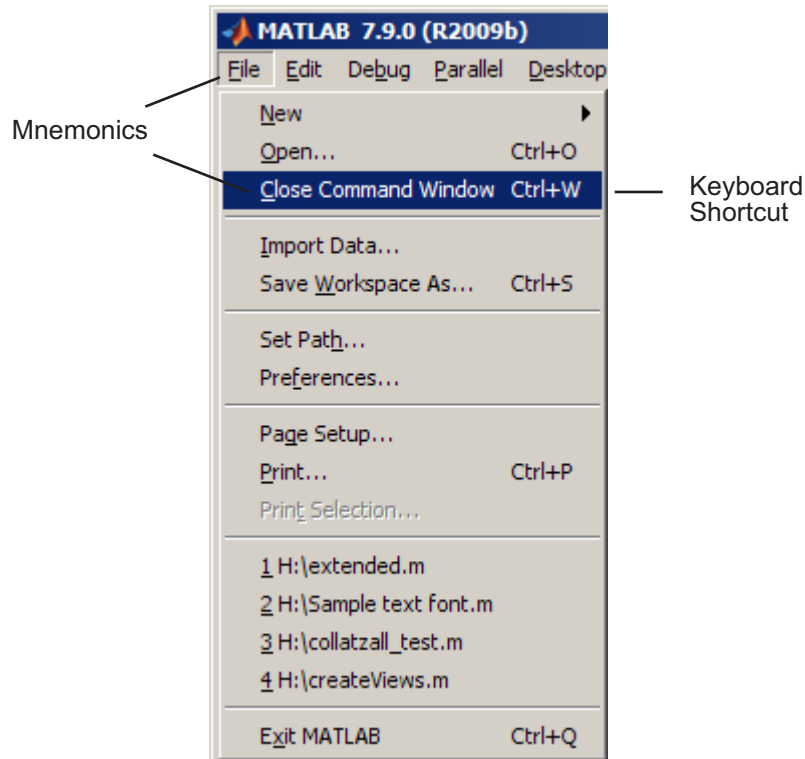 MATLAB 7.9.0 (R2009b)
File Edit Debug Parallel Desktop
New
Mnemonics
Open... Ctrl+O
Close Command Window Ctrl+W
Keyboard
Shortcut
Import Data...
Save Workspace As... Ctrl+S
Set Path...
Preferences...
Page Setup...
Print... Ctrl+P
Print Selection...
1 H:\extended.m
2 H:\Sample text font.m
3 H:\collatzall_test.m
4 H:\createViews.m
Exit MATLAB Ctrl+Q